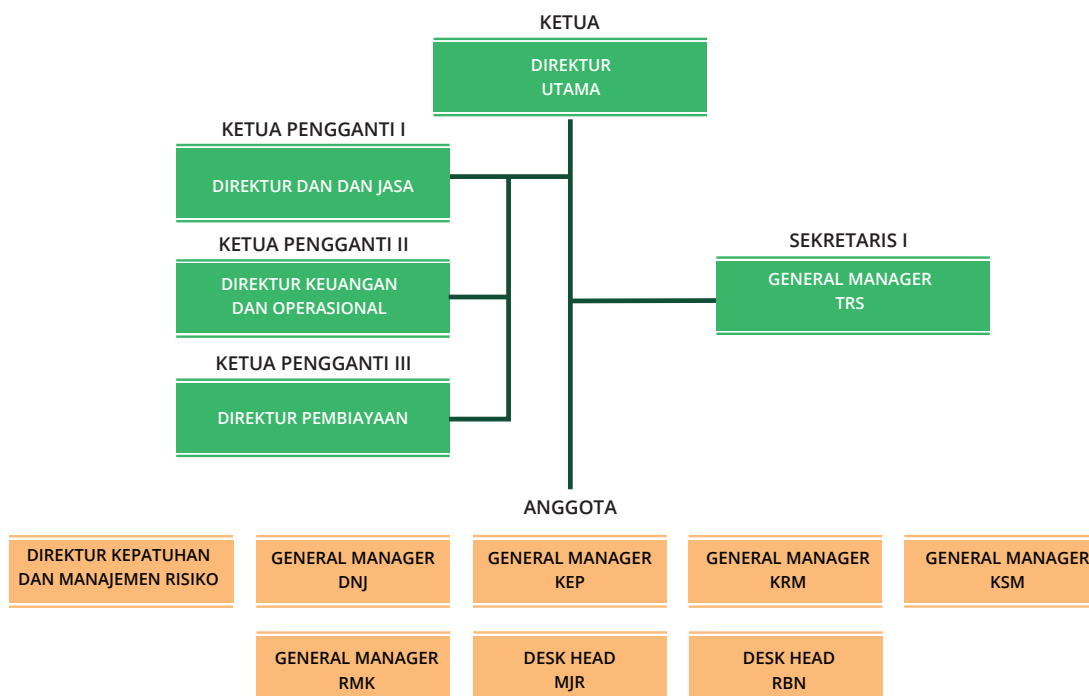 KETUA
DIREKTUR
UTAMA
KETUA PENGGANTI I
DIREKTUR DAN DAN JASA
KETUA PENGGANTI II
DIREKTUR KEUANGAN
DAN OPERASIONAL
SEKRETARIS I
GENERAL MANAGER
TRS
KETUA PENGGANTI III
DIREKTUR PEMBIAYAAN
ANGGOTA
DIREKTUR KEPATUHAN
DAN MANAJEMEN RISIKO
GENERAL MANAGER
DNJ
GENERAL MANAGER
KEP
GENERAL MANAGER
KRM
GENERAL MANAGER
KSM
GENERAL MANAGER
RMK
DESK HEAD
MJR
DESK HEAD
RBN